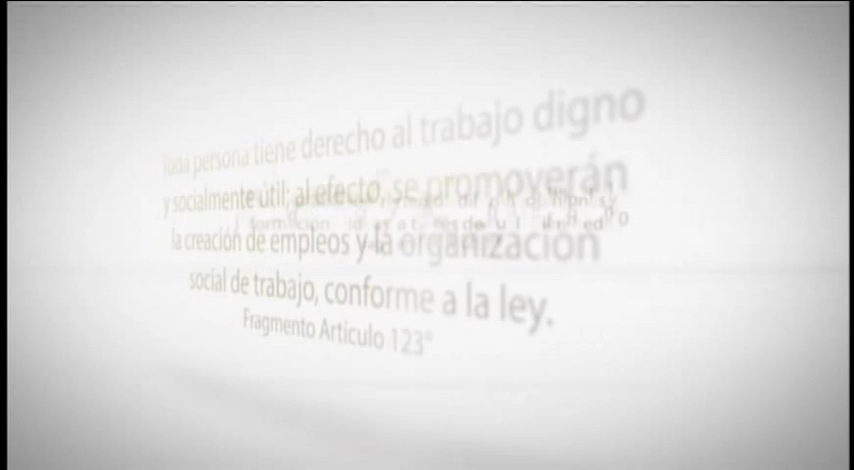 Toda persona tiene derecho al trabajo digno
y socialmente útil; al efecto, se promoverán
la creación de empleos y la organización
social de trabajo, conforme a la ley.
Fragmento Artículo 123°